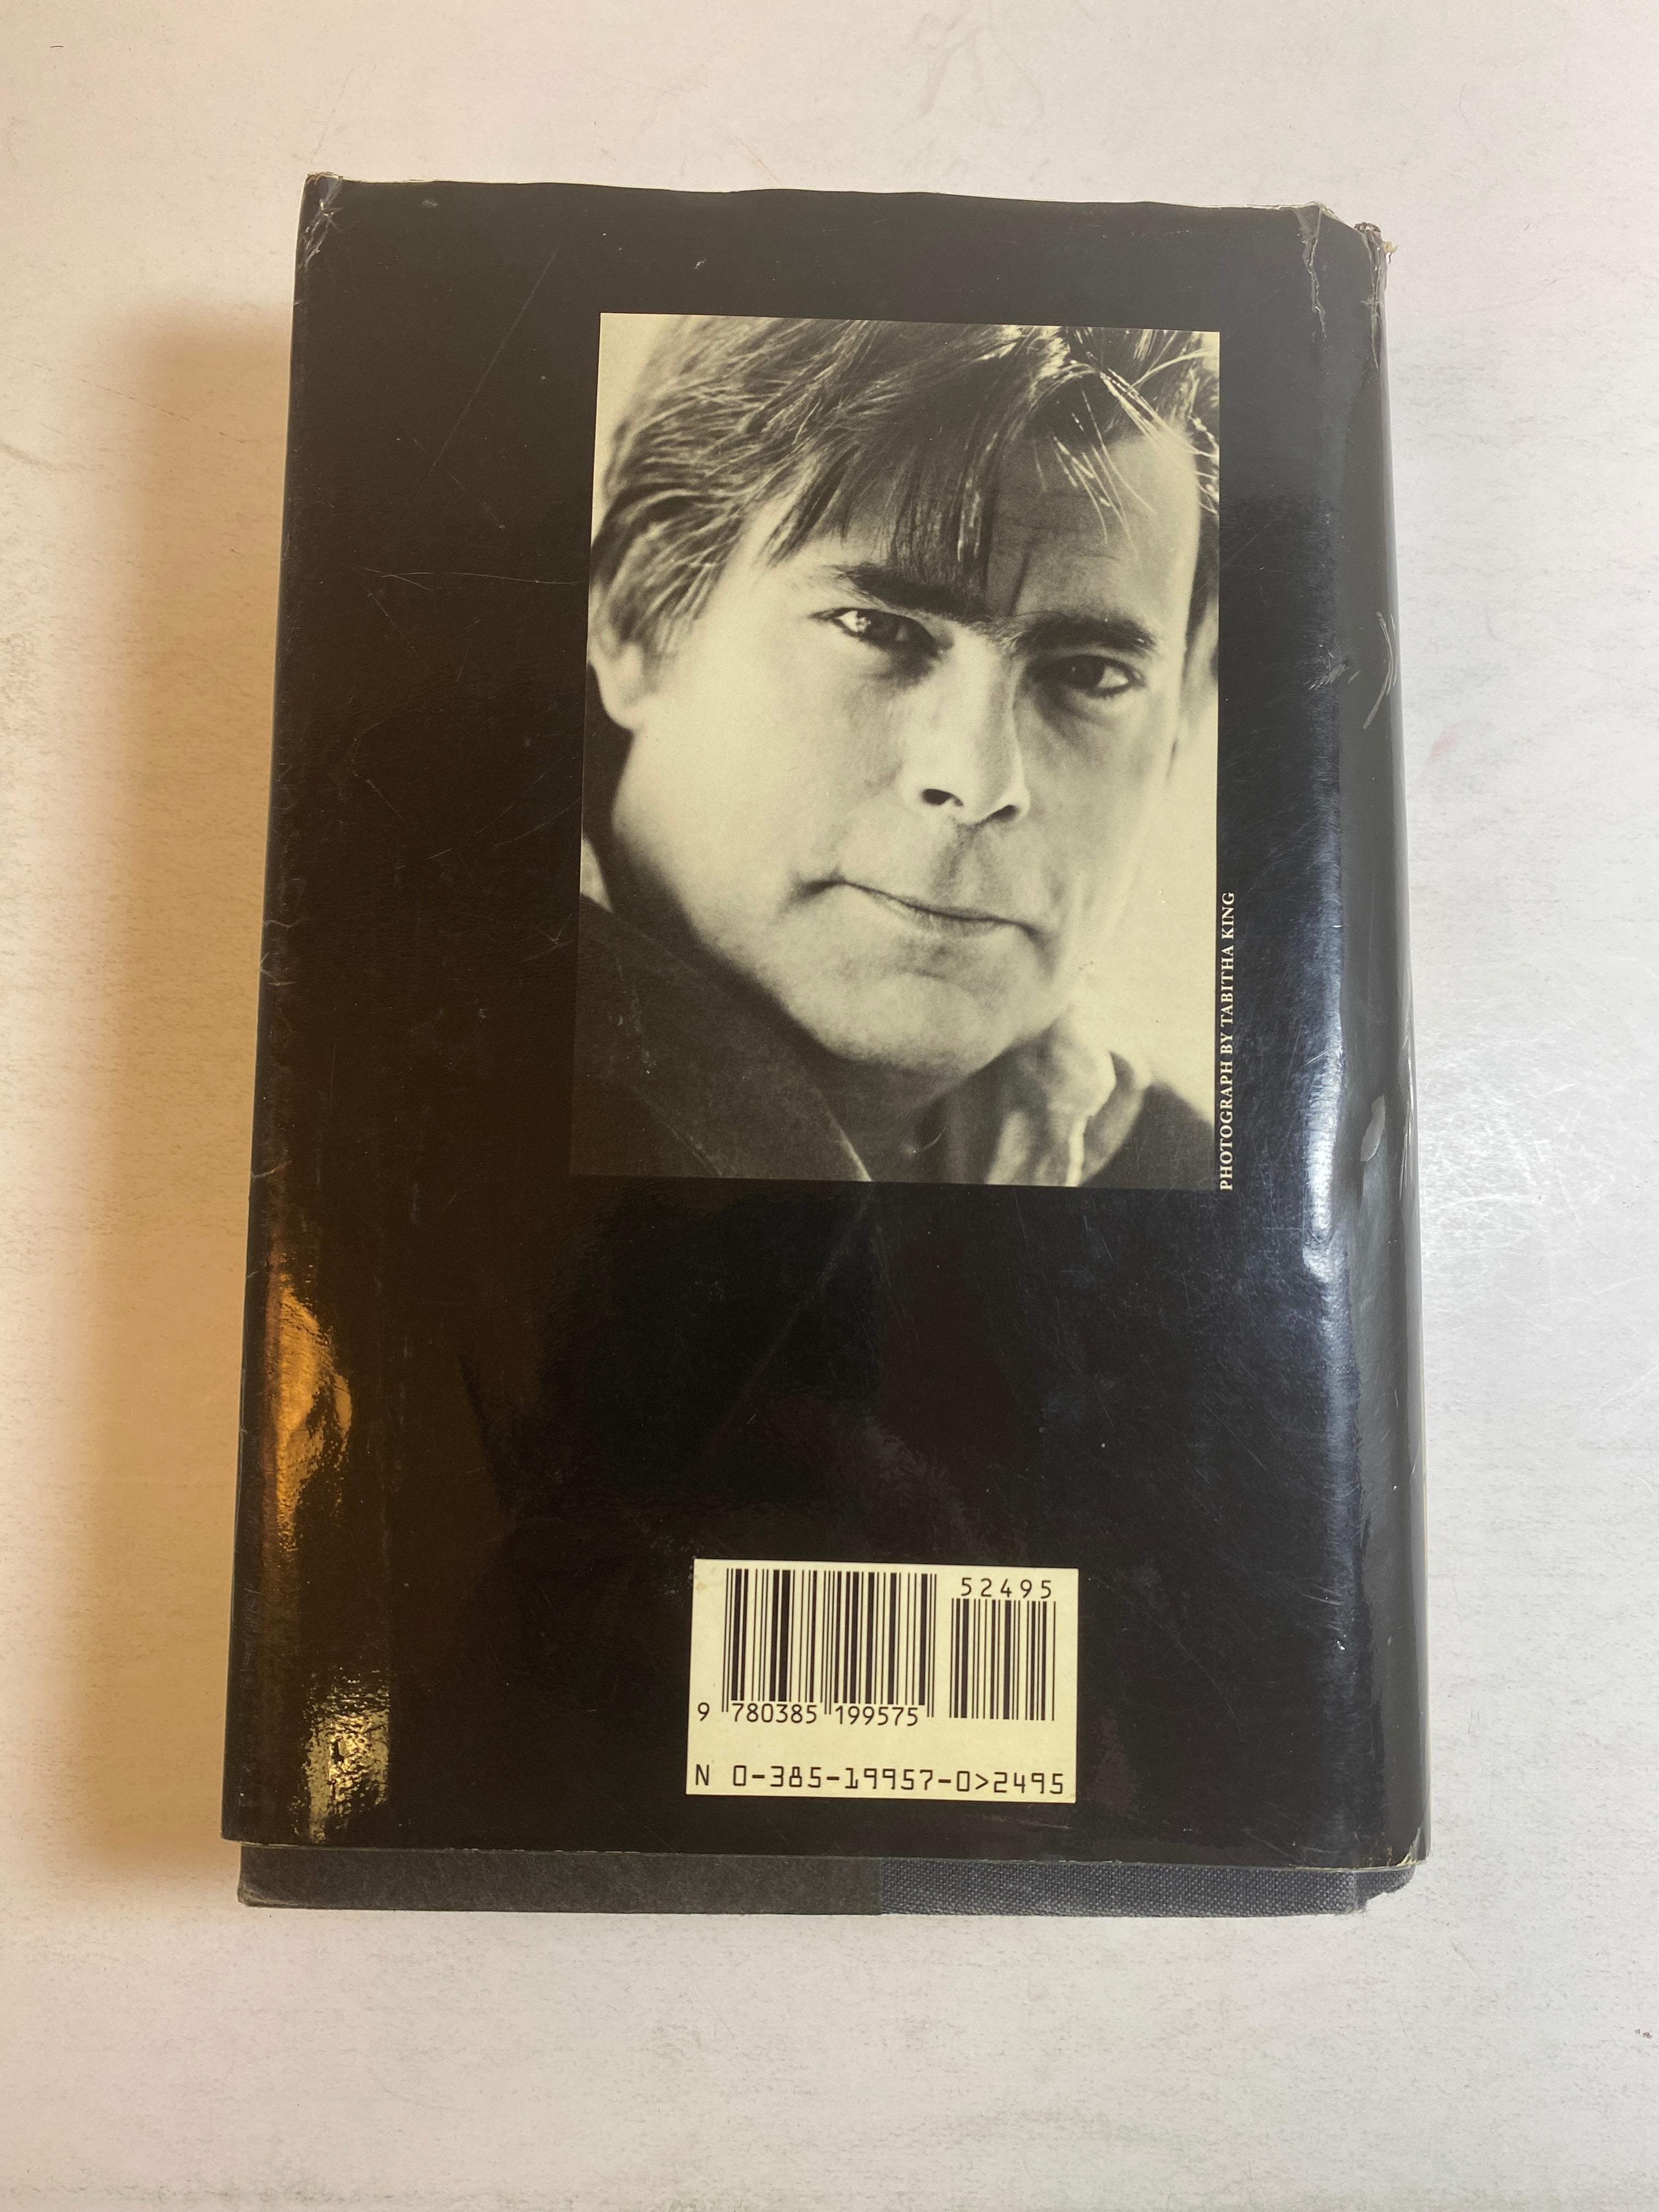 PHOTOGRAPH BY TABITHA KING
52495
9 780385 199575
N 0-385-19957-0>2495